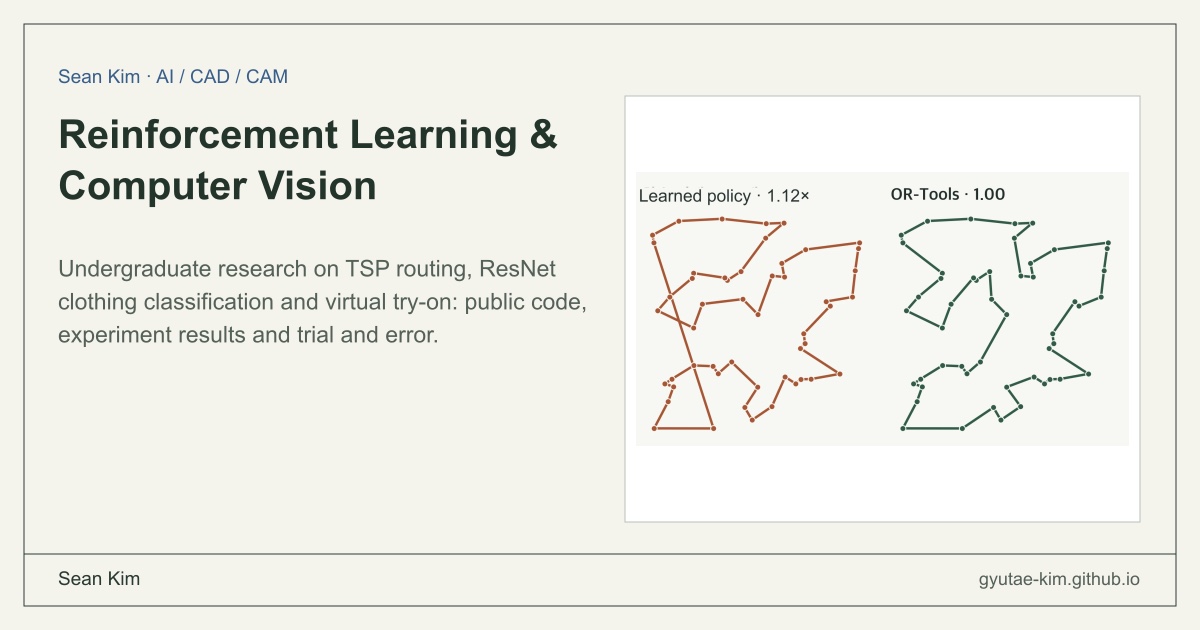 Sean Kim · AI / CAD / CAM
Reinforcement Learning &
Computer Vision
Undergraduate research on TSP routing, ResNet
clothing classification and virtual try-on: public code,
experiment results and trial and error.
Learned policy · 1.12×
OR-Tools · 1.00
Sean Kim
gyutae-kim.github.io